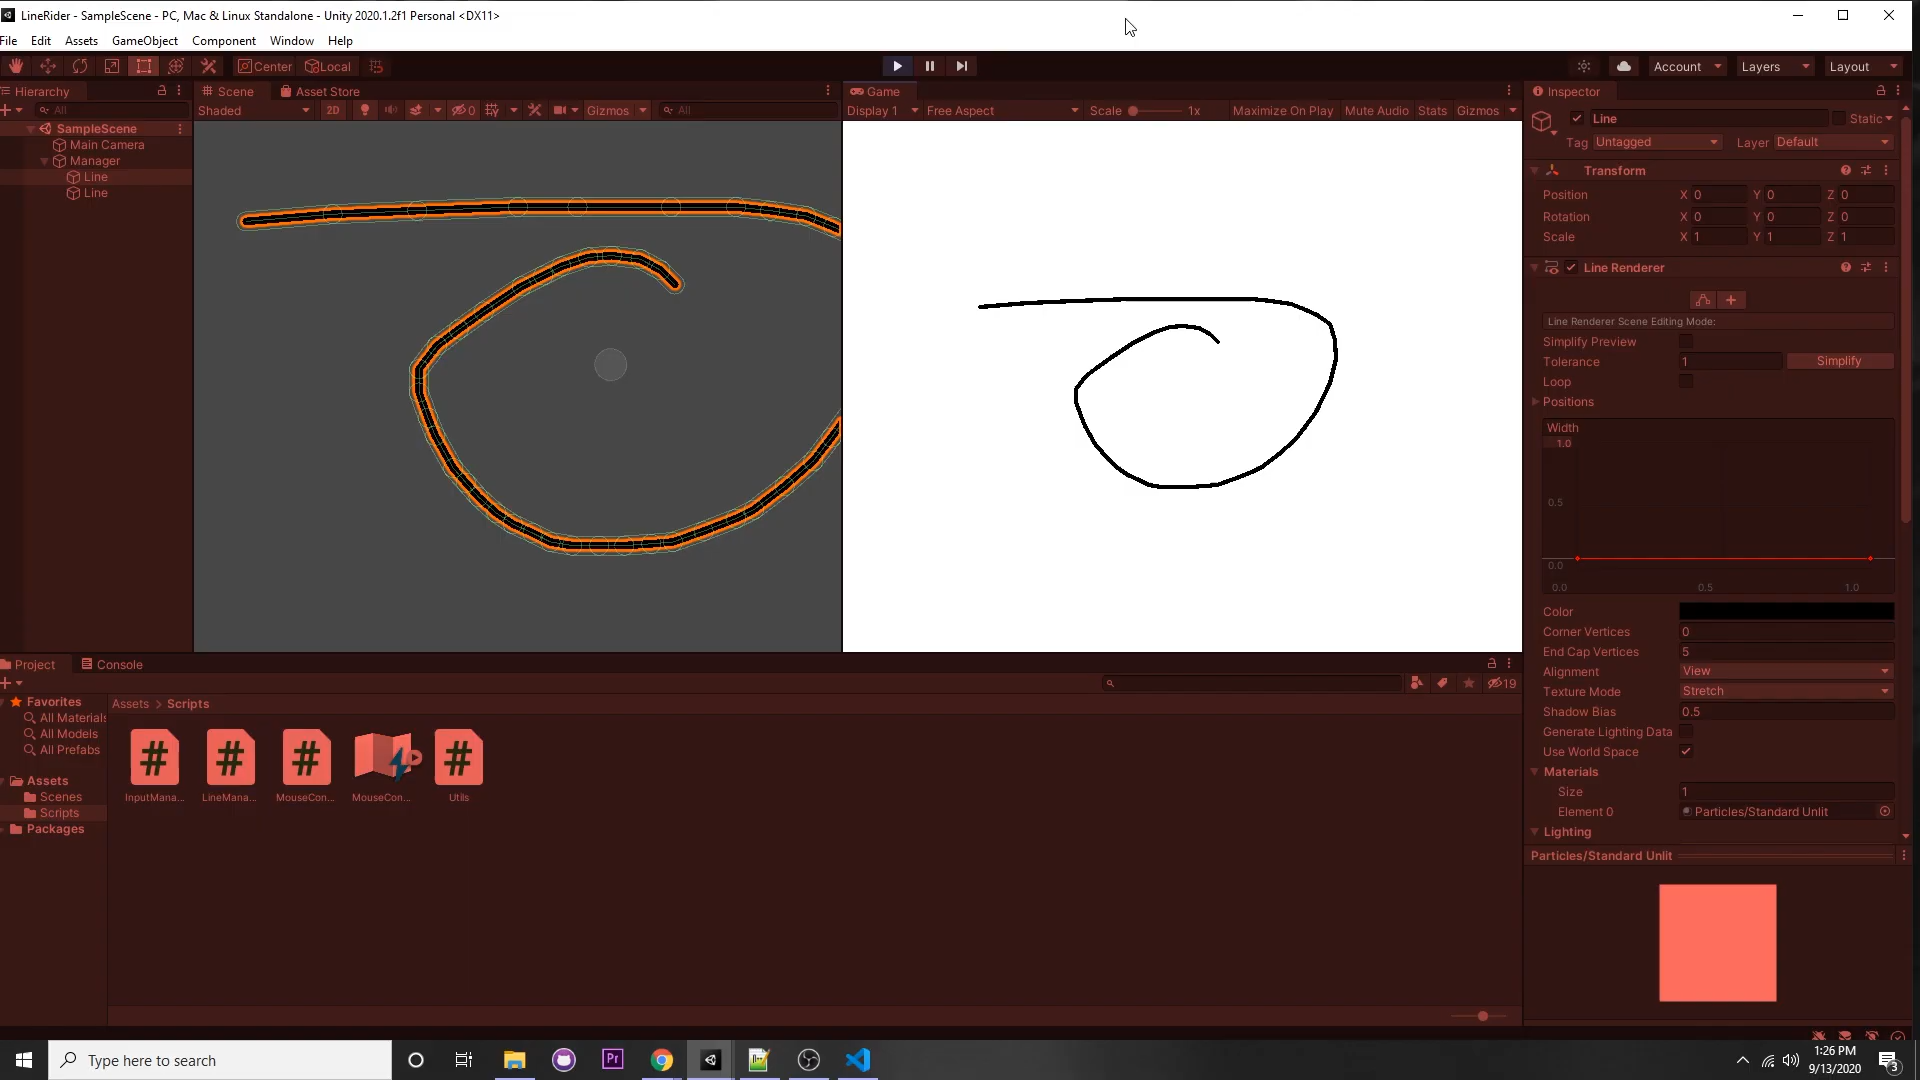 LineRider - SampleScene - PC, Mac & Linux Standalone - Unity 2020.1.2f1 Personal <DX11>
File Edit Assets GameObject Component Window Help
Center Local
Account Layers Layout
Hierarchy
All
SampleScene
Main Camera
Manager
Line
Line
Scene Asset Store
Shaded 2D 0 Gizmos All
Game
Display 1 Free Aspect Scale 1x Maximize On Play Mute Audio Stats Gizmos
Inspector
Line Static
Tag Untagged Layer Default
Transform
Position X 0 Y 0 Z 0
Rotation X 0 Y 0 Z 0
Scale X 1 Y 1 Z 1
Line Renderer
Line Renderer Scene Editing Mode:
Simplify Preview
Tolerance 1 Simplify
Loop
Positions
Width
1.0
0.5
0.0
0.0 0.5 1.0
Color
Corner Vertices 0
End Cap Vertices 5
Alignment View
Texture Mode Stretch
Shadow Bias 0.5
Generate Lighting Data
Use World Space
Materials
Size 1
Element 0 Particles/Standard Unlit
Lighting
Particles/Standard Unlit
Project Console
19
Favorites
All Materials
All Models
All Prefabs
Assets
Scenes
Scripts
Packages
Assets > Scripts
InputMana... LineMana... MouseCon... MouseCon... Utils
Type here to search
Pr
1:26 PM
9/13/2020
3